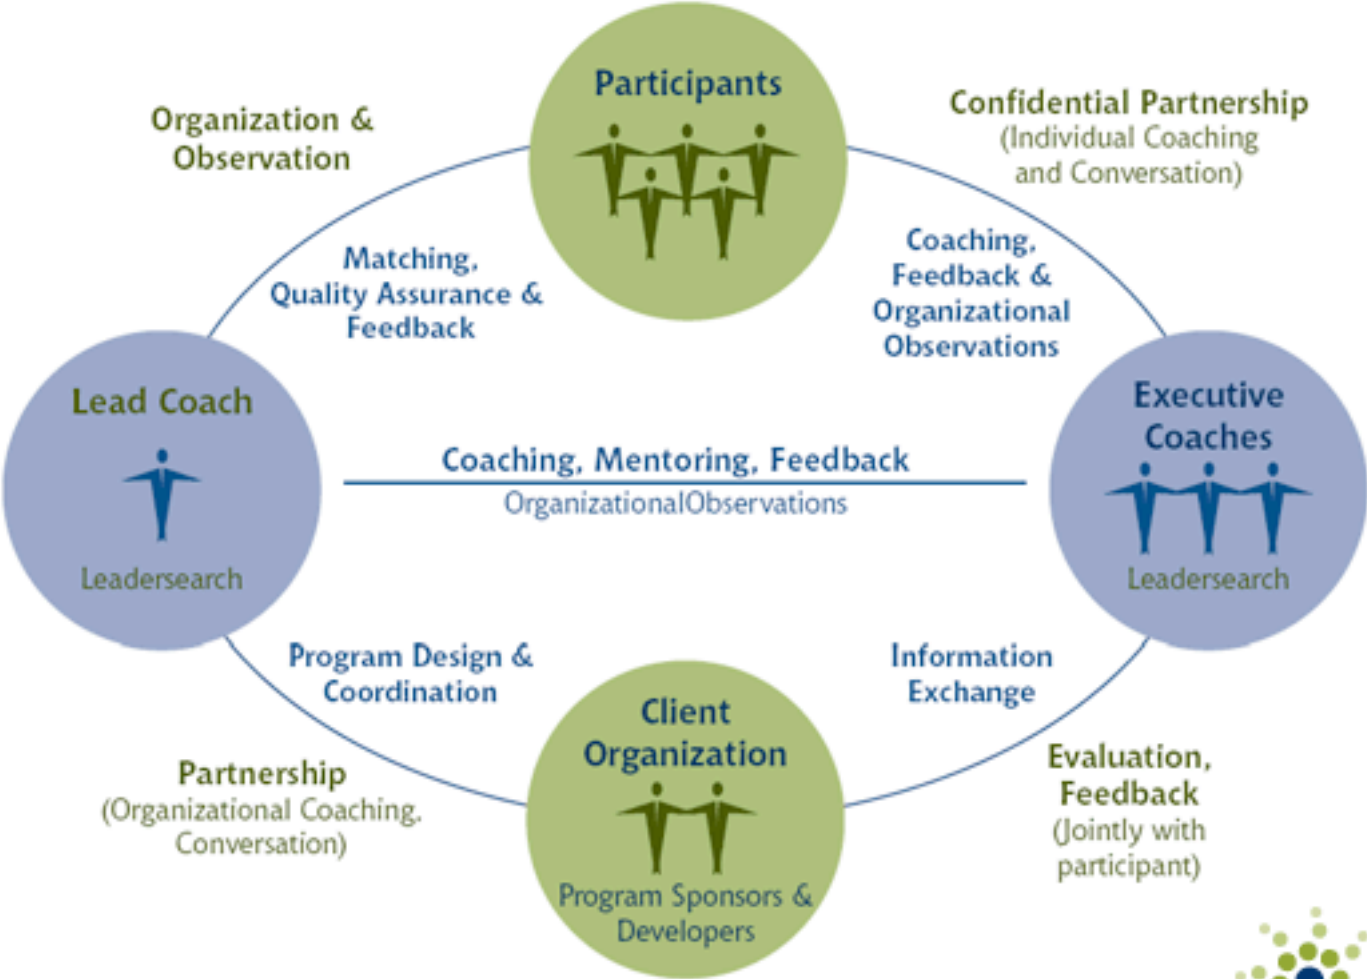 Participants
Organization &
Observation
Confidential Partnership
(Individual Coaching
and Conversation)
Matching,
Quality Assurance &
Feedback
Coaching,
Feedback &
Organizational
Observations
Lead Coach
Leadersearch
Coaching, Mentoring, Feedback
OrganizationalObservations
Executive
Coaches
Leadersearch
Program Design &
Coordination
Information
Exchange
Client
Organization
Program Sponsors &
Developers
Partnership
(Organizational Coaching,
Conversation)
Evaluation,
Feedback
(Jointly with
participant)